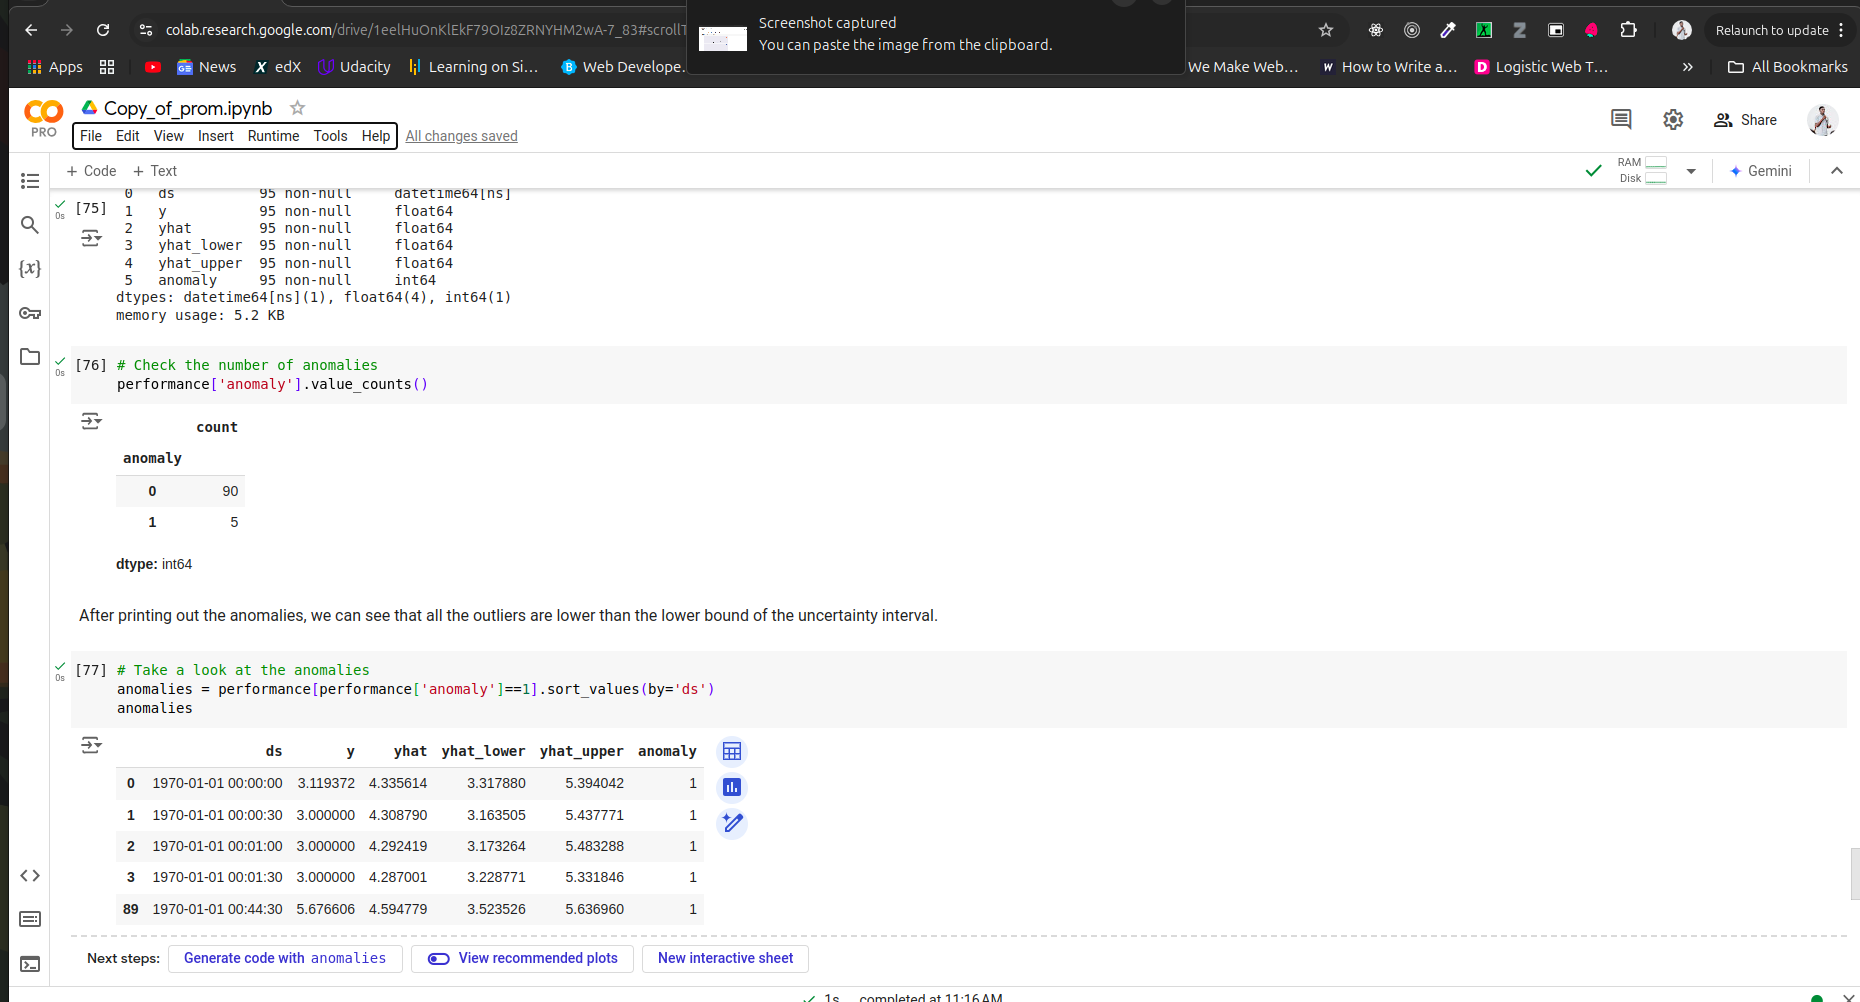 Screenshot captured
You can paste the image from the clipboard.
colab.research.google.com/drive/1eelHuOnKlEkF79OIz8ZRNYHM2wA-7_83#scrollT
Relaunch to update
Apps
News
edX
Udacity
Learning on Si...
Web Develope...
We Make Web...
How to Write a...
Logistic Web T...
»
All Bookmarks
CO PRO
Copy_of_prom.ipynb
File Edit View Insert Runtime Tools Help
All changes saved
Share
+ Code + Text
RAM
Disk
Gemini
0 ds 95 non-null datetime64[ns]
[75] 1 y 95 non-null float64
0s
2 yhat 95 non-null float64
3 yhat_lower 95 non-null float64
4 yhat_upper 95 non-null float64
5 anomaly 95 non-null int64
dtypes: datetime64[ns](1), float64(4), int64(1)
memory usage: 5.2 KB
[76] # Check the number of anomalies
0s
performance['anomaly'].value_counts()
count
anomaly
0 90
1 5
dtype: int64
After printing out the anomalies, we can see that all the outliers are lower than the lower bound of the uncertainty interval.
[77] # Take a look at the anomalies
0s
anomalies = performance[performance['anomaly']==1].sort_values(by='ds')
anomalies
ds y yhat yhat_lower yhat_upper anomaly
0 1970-01-01 00:00:00 3.119372 4.335614 3.317880 5.394042 1
1 1970-01-01 00:00:30 3.000000 4.308790 3.163505 5.437771 1
2 1970-01-01 00:01:00 3.000000 4.292419 3.173264 5.483288 1
3 1970-01-01 00:01:30 3.000000 4.287001 3.228771 5.331846 1
89 1970-01-01 00:44:30 5.676606 4.594779 3.523526 5.636960 1
Next steps: Generate code with anomalies View recommended plots New interactive sheet
1s completed at 11:16 AM